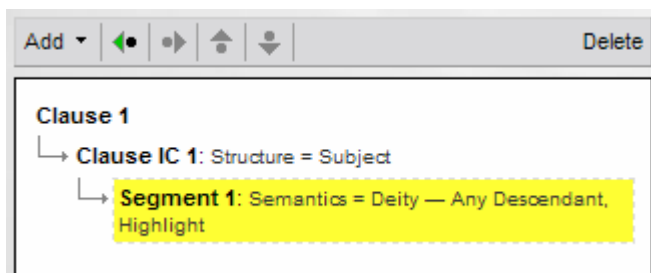 Add Delete
Clause 1
Clause IC 1: Structure = Subject
Segment 1: Semantics = Deity — Any Descendant,
Highlight